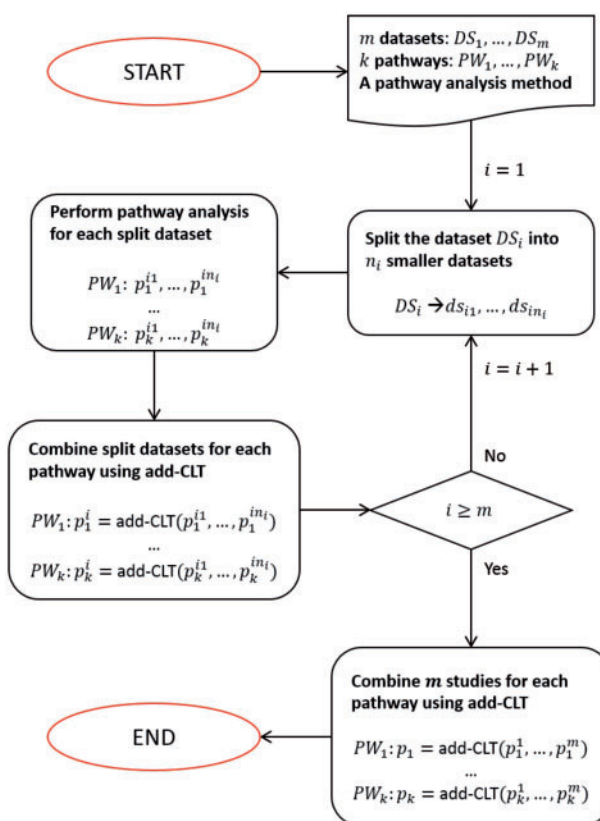 START
m datasets: DS₁, … , DSₘ
k pathways: PW₁, … , PWₖ
A pathway analysis method
i = 1
Split the dataset DSᵢ into
nᵢ smaller datasets
DSᵢ → dsᵢ₁, … , dsᵢₙᵢ
Perform pathway analysis
for each split dataset
PW₁: p₁^{i1}, … , p₁^{inᵢ}
…
PWₖ: pₖ^{i1}, … , pₖ^{inᵢ}
Combine split datasets for each
pathway using add-CLT
PW₁: p₁^{i} = add-CLT(p₁^{i1}, … , p₁^{inᵢ})
…
PWₖ: pₖ^{i} = add-CLT(pₖ^{i1}, … , pₖ^{inᵢ})
i ≥ m
No
i = i + 1
Yes
Combine m studies for each
pathway using add-CLT
PW₁: p₁ = add-CLT(p₁^{1}, … , p₁^{m})
…
PWₖ: pₖ = add-CLT(pₖ^{1}, … , pₖ^{m})
END